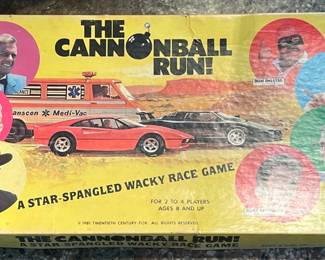 THE
CANNONBALL
RUN!
Transcon Medi-Vac
A STAR-SPANGLED WACKY RACE GAME
FOR 2 TO 4 PLAYERS
AGES 8 AND UP
© 1981 TWENTIETH CENTURY-FOX. ALL RIGHTS RESERVED.
THE CANNONBALL RUN!
A STAR-SPANGLED WACKY RACE GAME